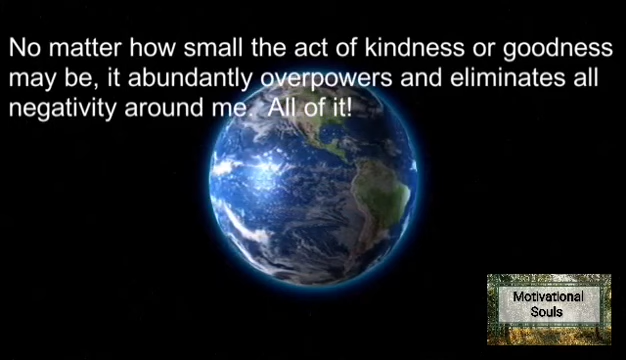 No matter how small the act of kindness or goodness
may be, it abundantly overpowers and eliminates all
negativity around me.  All of it!
Motivational
Souls